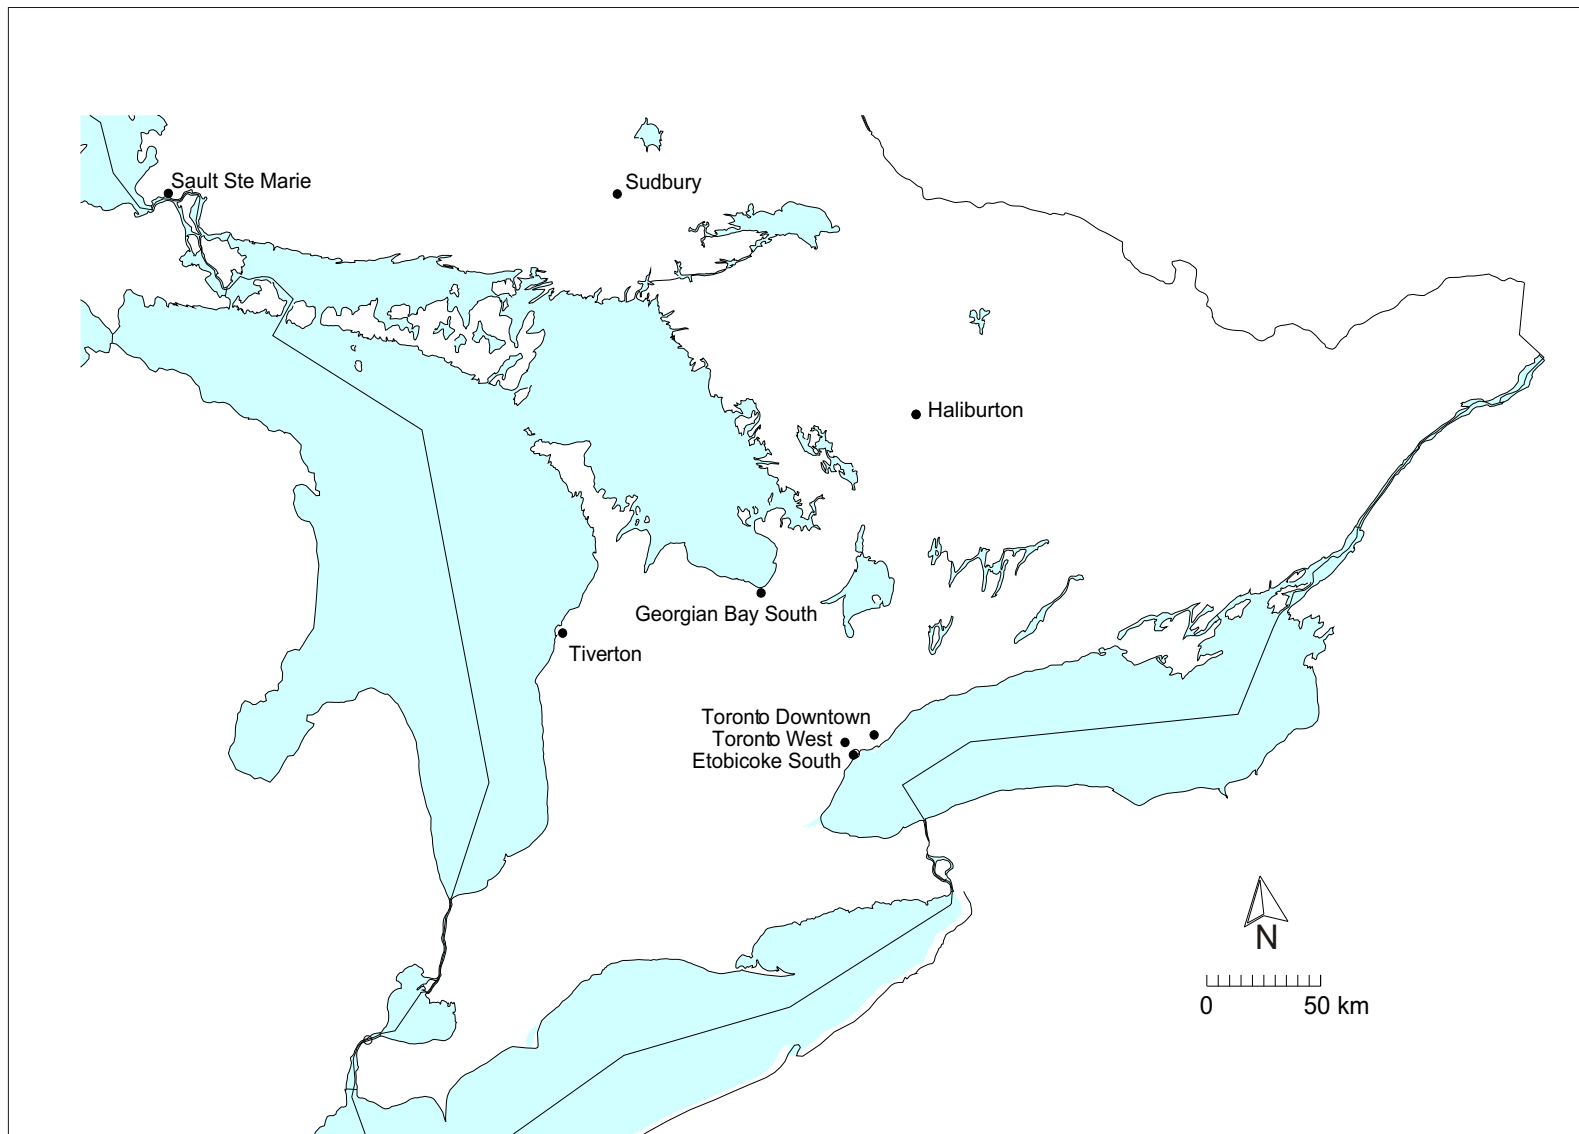 Sault Ste Marie
Sudbury
Haliburton
Georgian Bay South
Tiverton
Toronto Downtown
Toronto West
Etobicoke South
N
0 50 km